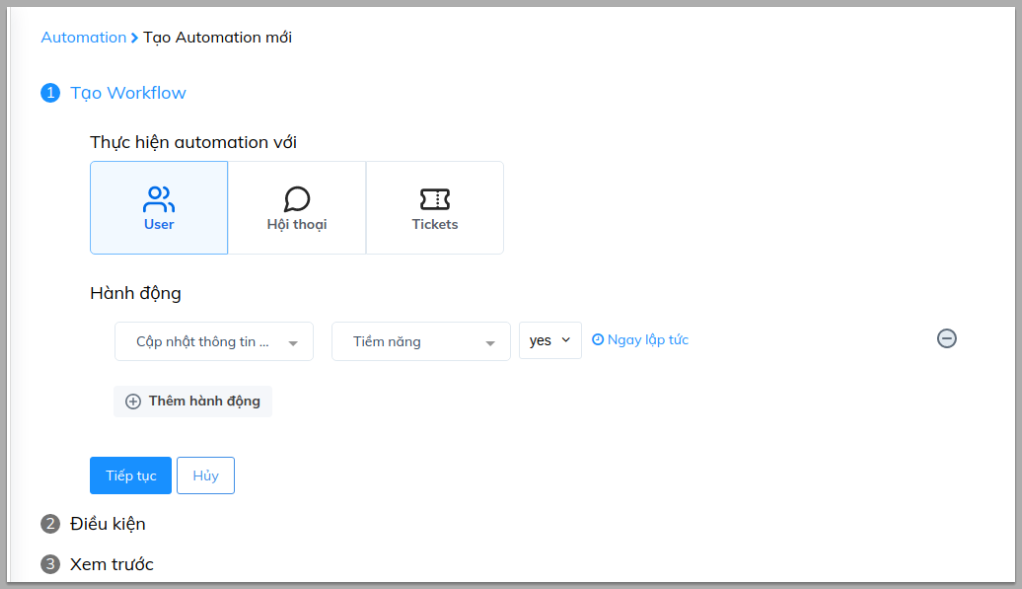 Automation > Tạo Automation mới
1 Tạo Workflow
Thực hiện automation với
User Hội thoại Tickets
Hành động
Cập nhật thông tin ... Tiềm năng yes Ngay lập tức
Thêm hành động
Tiếp tục Hủy
2 Điều kiện
3 Xem trước